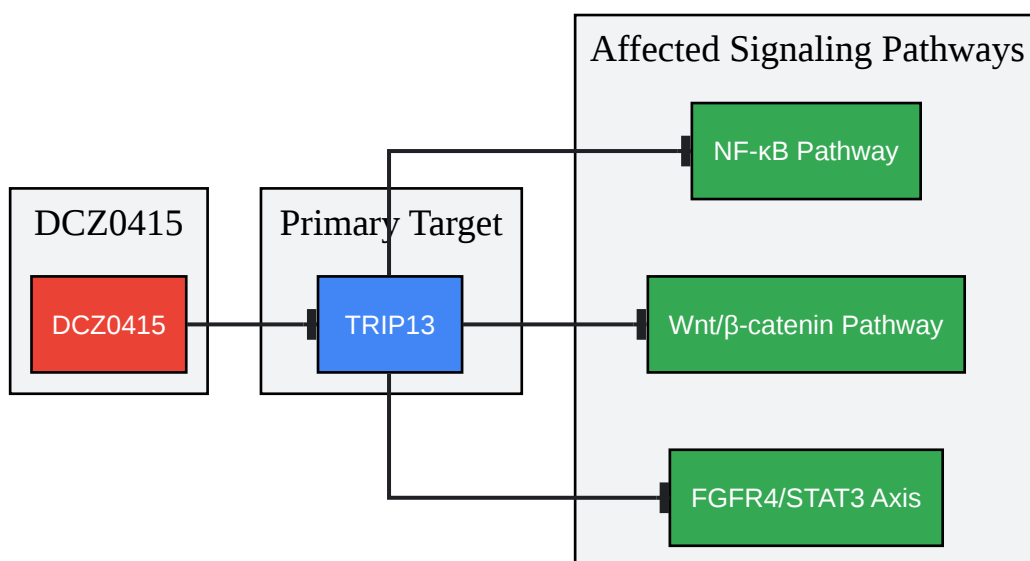 Affected Signaling Pathways
NF-κB Pathway
DCZ0415
Primary Target
DCZ0415
TRIP13
Wnt/β-catenin Pathway
FGFR4/STAT3 Axis